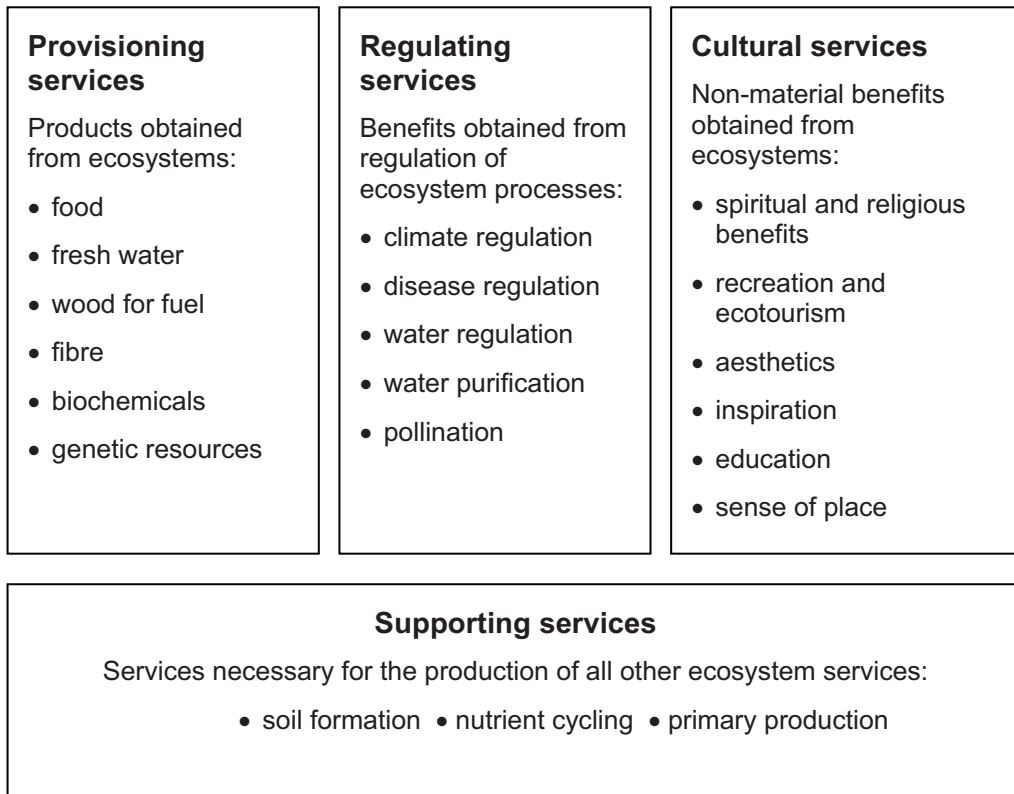 Provisioning
services
Products obtained
from ecosystems:
• food
• fresh water
• wood for fuel
• fibre
• biochemicals
• genetic resources
Regulating
services
Benefits obtained from
regulation of
ecosystem processes:
• climate regulation
• disease regulation
• water regulation
• water purification
• pollination
Cultural services
Non-material benefits
obtained from
ecosystems:
• spiritual and religious
benefits
• recreation and
ecotourism
• aesthetics
• inspiration
• education
• sense of place
Supporting services
Services necessary for the production of all other ecosystem services:
• soil formation • nutrient cycling • primary production